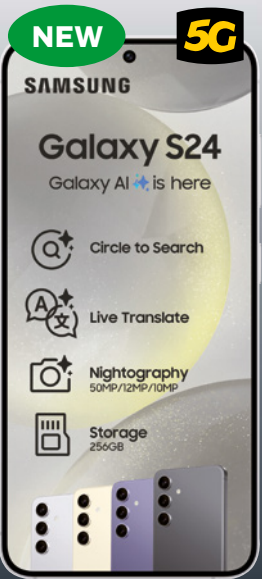 NEW
5G
SAMSUNG
Galaxy S24
Galaxy AI is here
Circle to Search
A 文
Live Translate
Nightography
50MP/12MP/10MP
Storage
256GB